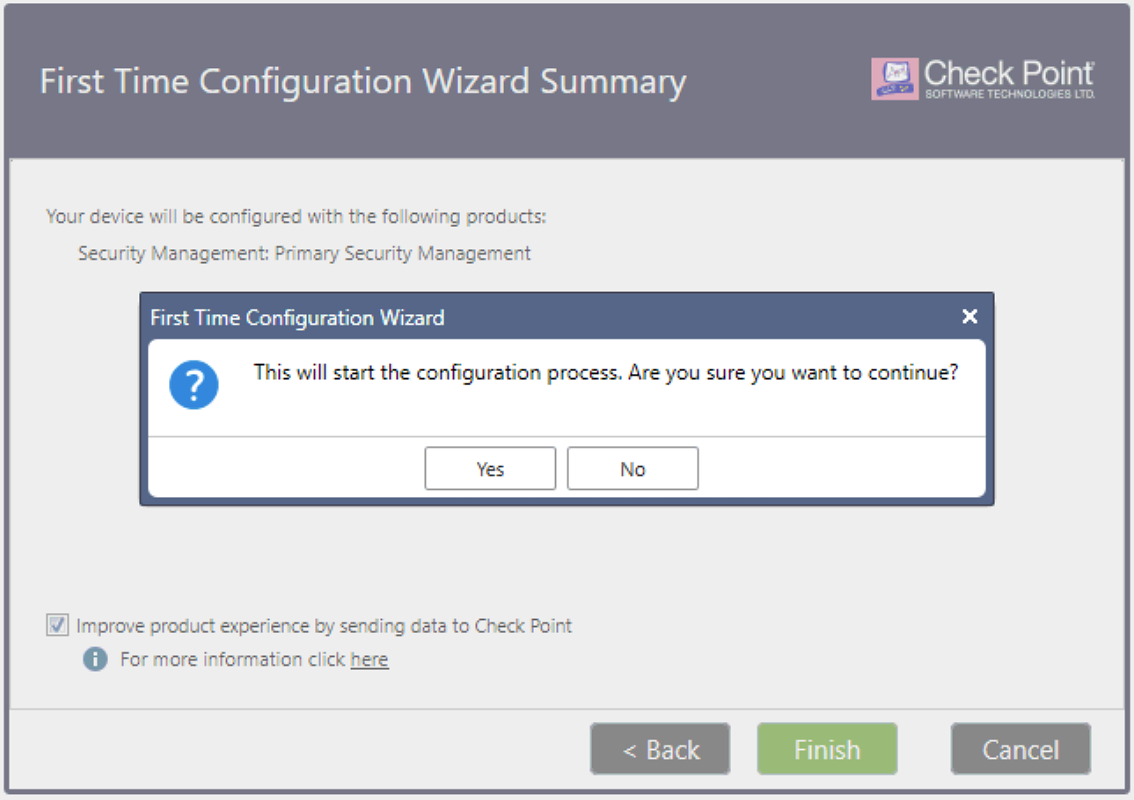 First Time Configuration Wizard Summary
Check Point
SOFTWARE TECHNOLOGIES LTD.
Your device will be configured with the following products:
Security Management: Primary Security Management
First Time Configuration Wizard
This will start the configuration process. Are you sure you want to continue?
Yes
No
Improve product experience by sending data to Check Point
For more information click here
< Back
Finish
Cancel